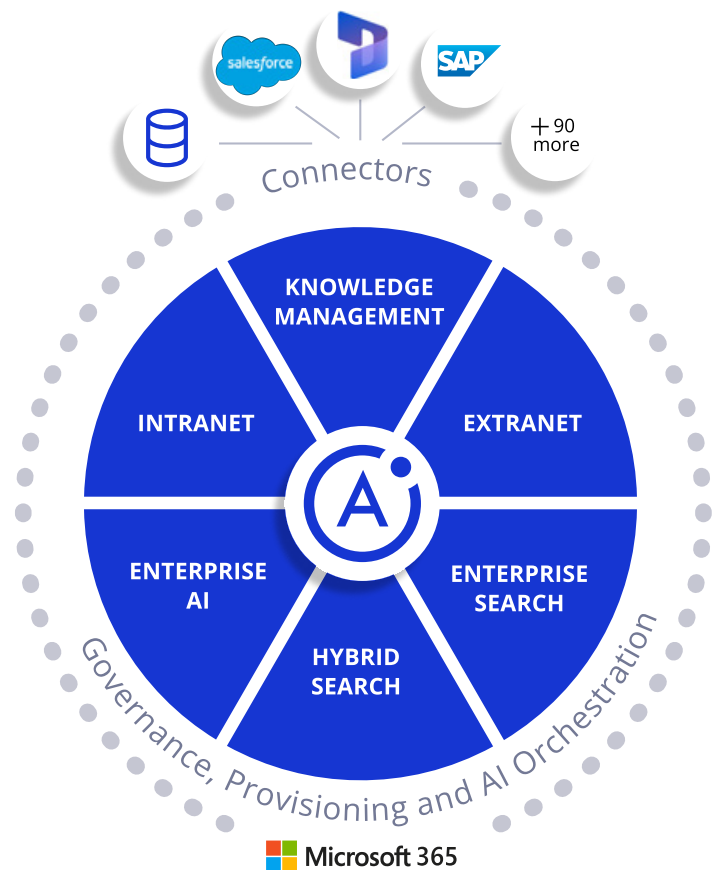 salesforce
SAP
+ 90
more
Connectors
KNOWLEDGE
MANAGEMENT
INTRANET
EXTRANET
A
ENTERPRISE
AI
ENTERPRISE
SEARCH
HYBRID
SEARCH
Governance, Provisioning and AI Orchestration
Microsoft 365